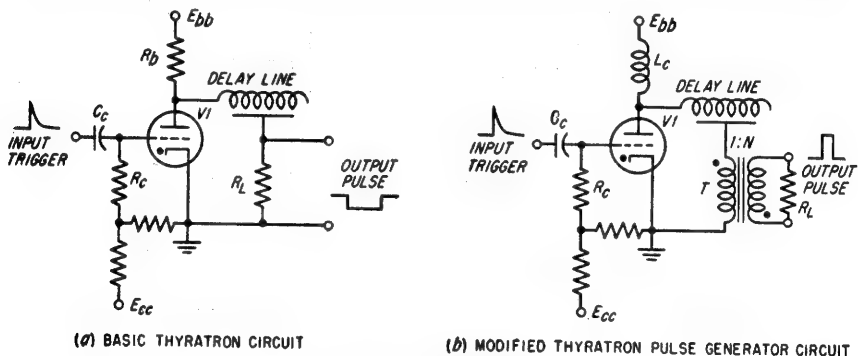 Ebb
Rb
DELAY LINE
Cc
V1
INPUT
TRIGGER
Rc
RL
OUTPUT
PULSE
Ecc
(a) BASIC THYRATRON CIRCUIT
Ebb
Lc
DELAY LINE
Cc
V1
1:N
INPUT
TRIGGER
Rc
T
OUTPUT
PULSE
RL
Ecc
(b) MODIFIED THYRATRON PULSE GENERATOR CIRCUIT